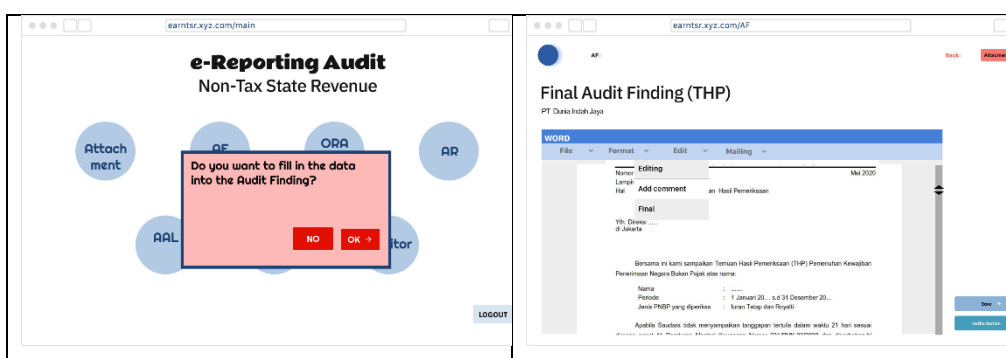 earntsr.xyz.com/main
e-Reporting Audit
Non-Tax State Revenue
Attach
ment
AF
ORA
AR
Do you want to fill in the data
into the Audit Finding?
NO
OK →
AAL
itor
LOGOUT
earntsr.xyz.com/AF
AF
Back
Attachme
Final Audit Finding (THP)
PT Dunia Indah Jaya
WORD
File Format Edit Mailing
Editing
Add comment
Final
Nomor
Mei 2020
Lampir
Hal an Hasil Pemeriksaan
Yth. Direksi ......
di Jakarta
Bersama ini kami sampaikan Temuan Hasil Pemeriksaan (THP) Pemenuhan Kewajiban
Penerimaan Negara Bukan Pajak atas nama:
Nama : .......
Periode : 1 Januari 20... s.d 31 Desember 20...
Jenis PNBP yang diperiksa : Iuran Tetap dan Royalti
Apabila Saudara tidak menyampaikan tanggapan tertulis dalam waktu 21 hari sesuai
Save →
Authorization